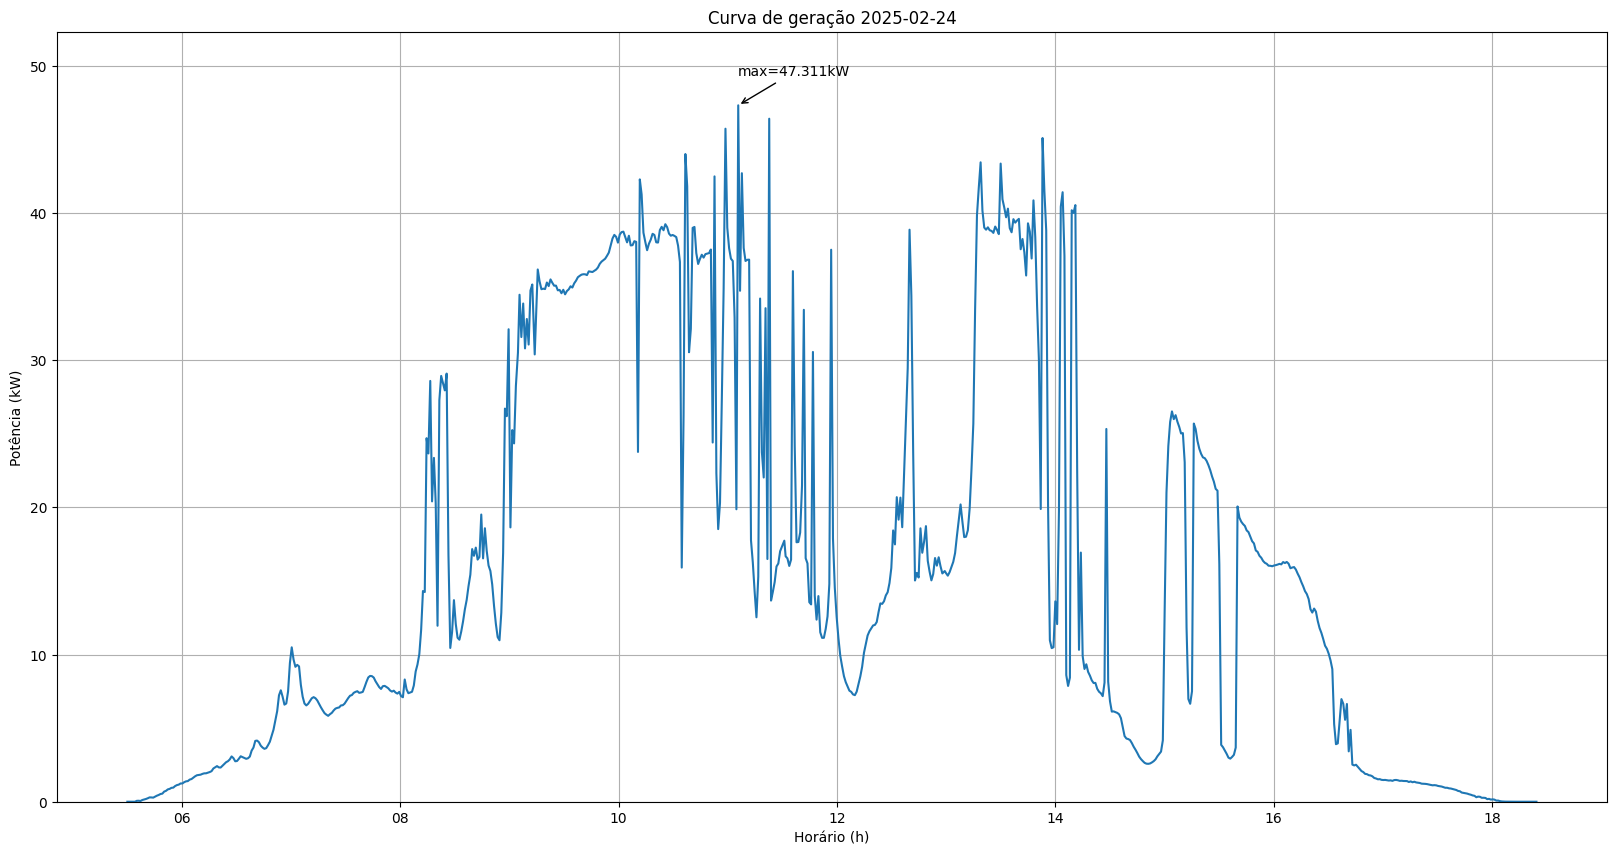 Curva de geração 2025-02-24
max=47.311kW
50
40
30
20
10
0
Potência (kW)
06 08 10 12 14 16 18
Horário (h)